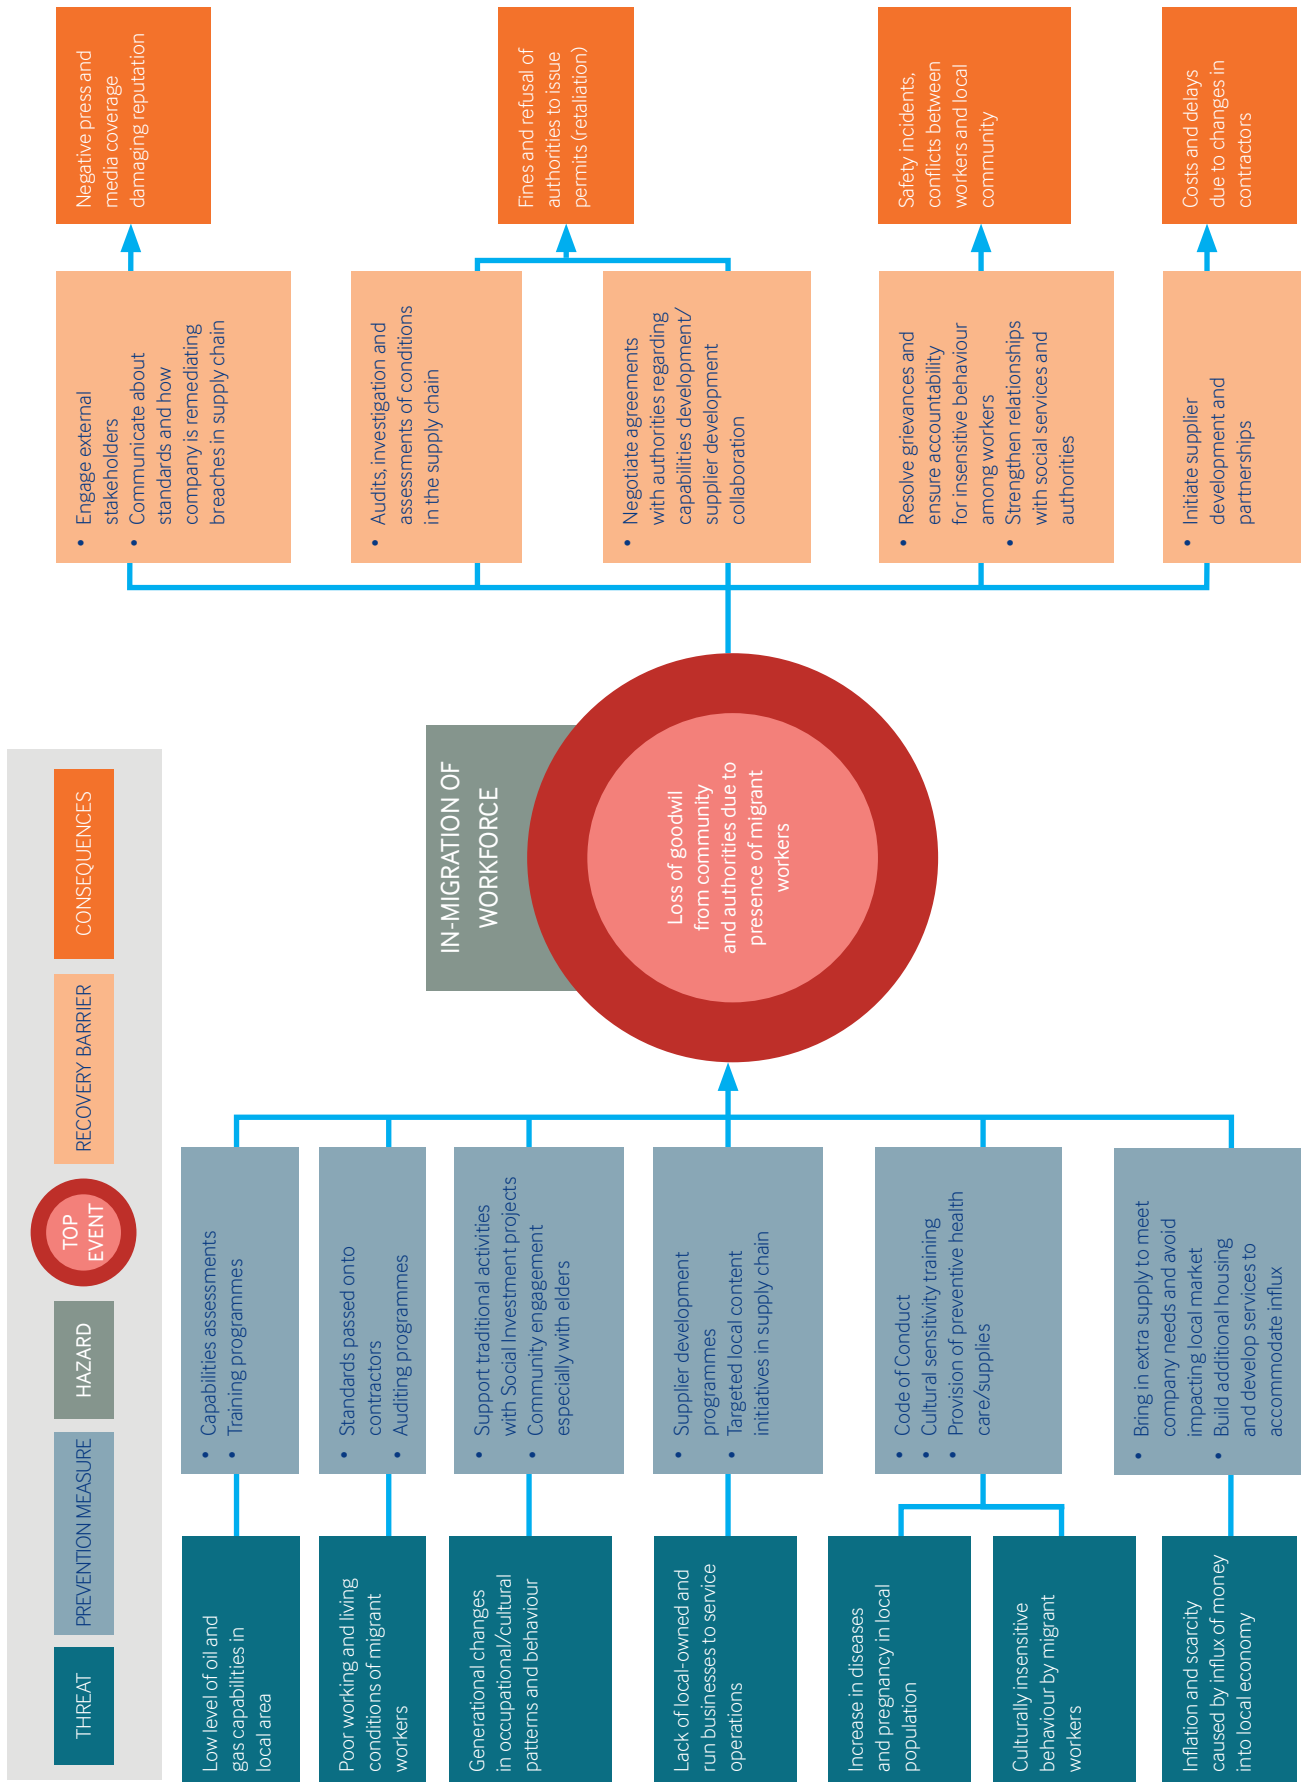 THREAT
PREVENTION MEASURE
HAZARD
TOP
EVENT
RECOVERY BARRIER
CONSEQUENCES
Low level of oil and
gas capabilities in
local area
Poor working and living
conditions of migrant
workers
Generational changes
in occupational/cultural
patterns and behaviour
Lack of local-owned and
run businesses to service
operations
Increase in diseases
and pregnancy in local
population
Culturally insensitive
behaviour by migrant
workers
Inflation and scarcity
caused by influx of money
into local economy
• Capabilities assessments
• Training programmes
• Standards passed onto
contractors
• Auditing programmes
• Support traditional activities
with Social Investment projects
• Community engagement
especially with elders
• Supplier development
programmes
• Targeted local content
initiatives in supply chain
• Code of Conduct
• Cultural sensitivity training
• Provision of preventive health
care/supplies
• Bring in extra supply to meet
company needs and avoid
impacting local market
• Build additional housing
and develop services to
accommodate influx
IN-MIGRATION OF
WORKFORCE
Loss of goodwil
from community
and authorities due to
presence of migrant
workers
• Engage external
stakeholders
• Communicate about
standards and how
company is remediating
breaches in supply chain
• Audits, investigation and
assessments of conditions
in the supply chain
• Negotiate agreements
with authorities regarding
capabilities development/
supplier development
collaboration
• Resolve grievances and
ensure accountability
for insensitive behaviour
among workers
• Strengthen relationships
with social services and
authorities
• Initiate supplier
development and
partnerships
Negative press and
media coverage
damaging reputation
Fines and refusal of
authorities to issue
permits (retaliation)
Safety incidents,
conflicts between
workers and local
community
Costs and delays
due to changes in
contractors